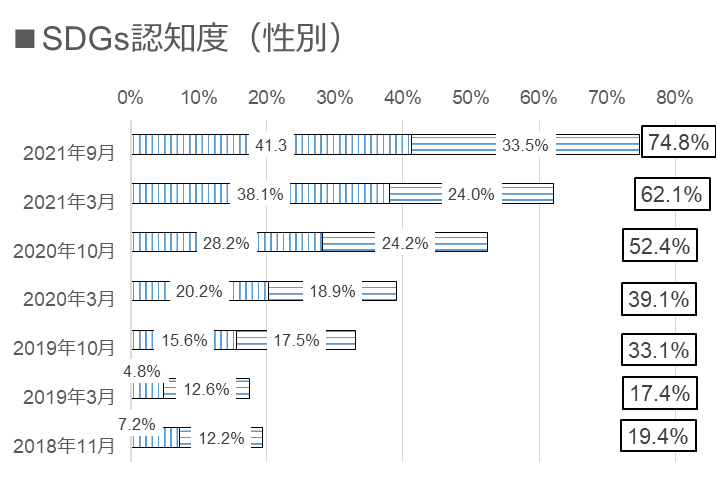 ■ SDGs認知度（性別）
0% 10% 20% 30% 40% 50% 60% 70% 80%
2021年9月 41.3 33.5% 74.8%
2021年3月 38.1% 24.0% 62.1%
2020年10月 28.2% 24.2% 52.4%
2020年3月 20.2% 18.9% 39.1%
2019年10月 15.6% 17.5% 33.1%
2019年3月 4.8% 12.6% 17.4%
2018年11月 7.2% 12.2% 19.4%